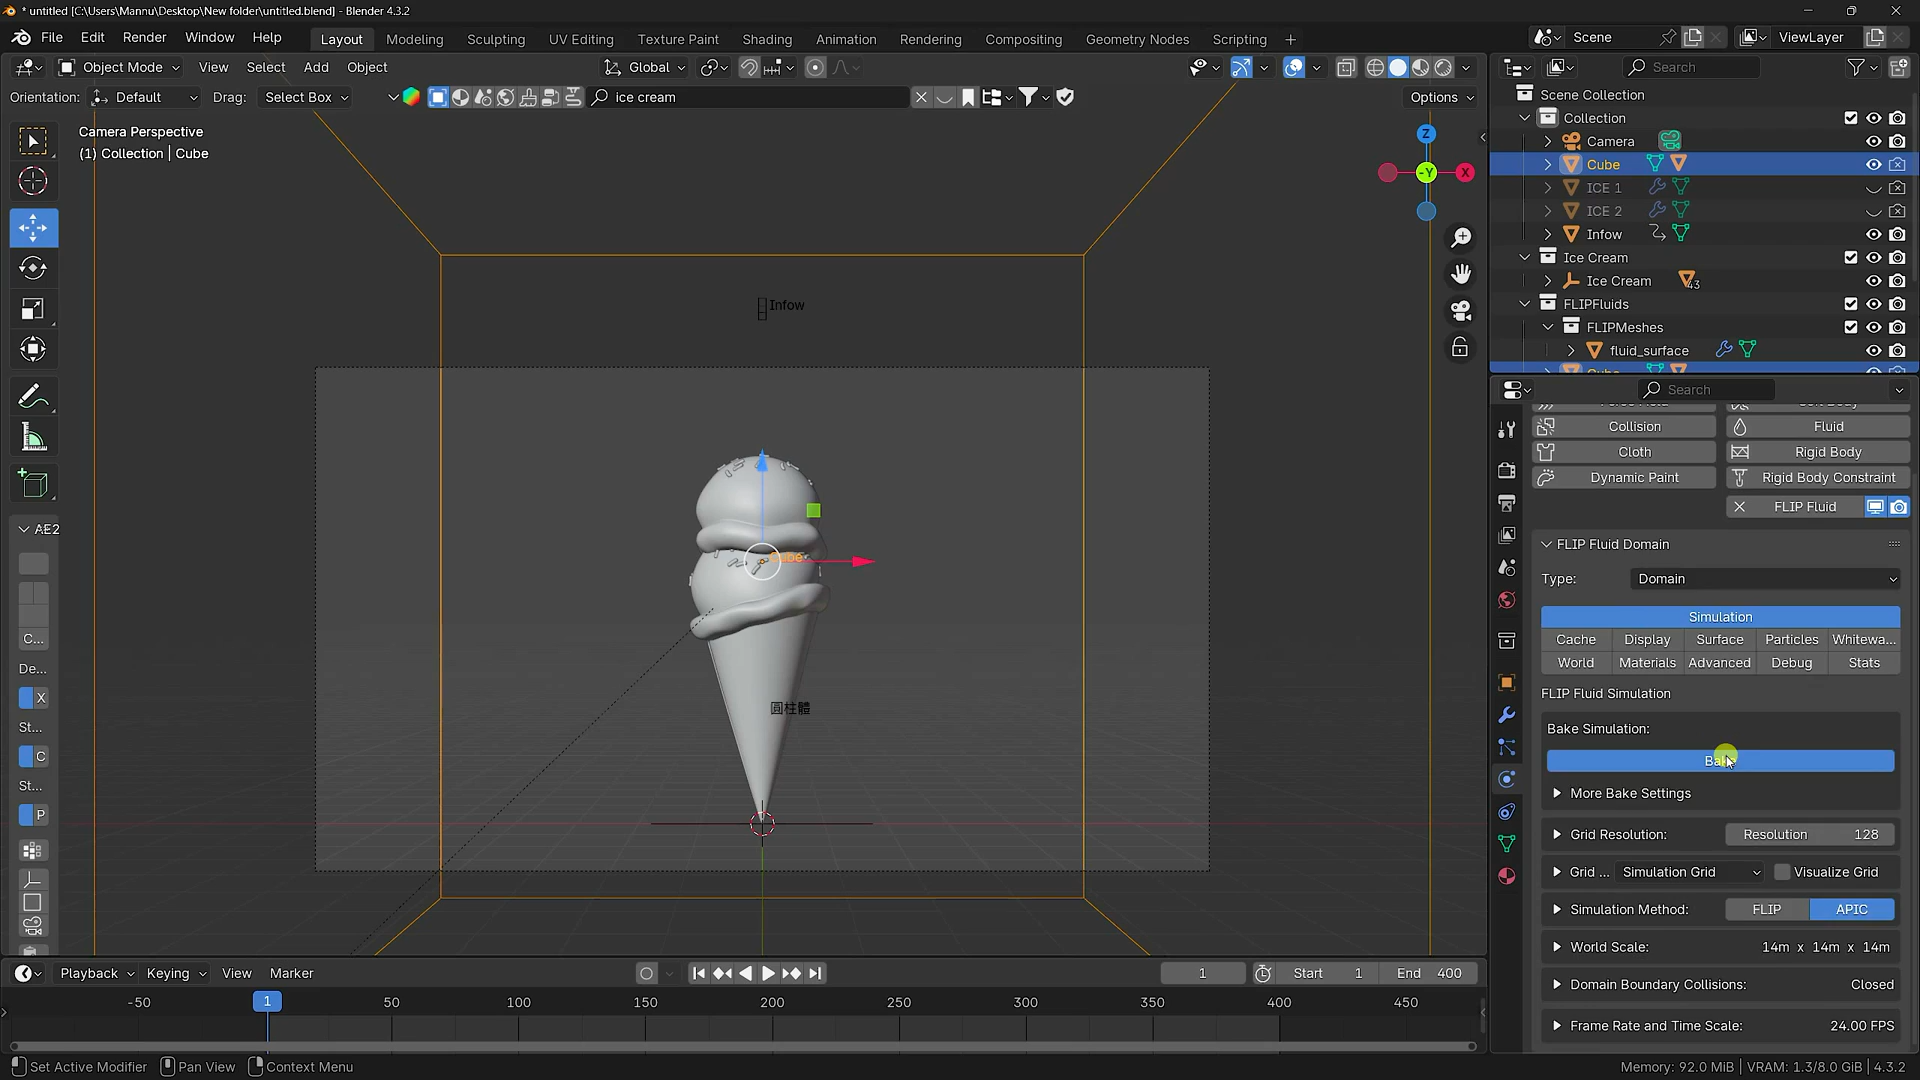 * untitled [C:\Users\Mannu\Desktop\New folder\untitled.blend] - Blender 4.3.2
File Edit Render Window Help
Layout Modeling Sculpting UV Editing Texture Paint Shading Animation Rendering Compositing Geometry Nodes Scripting +
Scene
ViewLayer
Object Mode View Select Add Object
Global
Search
Orientation: Default Drag: Select Box
ice cream
Options
Camera Perspective
(1) Collection | Cube
Z
X
-Y
Scene Collection
Collection
Camera
Cube
ICE 1
ICE 2
Infow
Ice Cream
Ice Cream
43
FLIPFluids
FLIPMeshes
fluid_surface
Cube
Infow
Cube
圓柱體
AE2
C...
De...
X
St...
C
St...
P
Search
Collision Fluid
Cloth Rigid Body
Dynamic Paint Rigid Body Constraint
FLIP Fluid
FLIP Fluid Domain
Type: Domain
Simulation
Cache Display Surface Particles Whitewa...
World Materials Advanced Debug Stats
FLIP Fluid Simulation
Bake Simulation:
More Bake Settings
Grid Resolution: Resolution 128
Grid ... Simulation Grid Visualize Grid
Simulation Method: FLIP APIC
World Scale: 14m x 14m x 14m
Domain Boundary Collisions: Closed
Frame Rate and Time Scale: 24.00 FPS
Playback Keying View Marker
1 Start 1 End 400
-50 1 50 100 150 200 250 300 350 400 450
Set Active Modifier Pan View Context Menu
Memory: 92.0 MiB | VRAM: 1.3/8.0 GiB | 4.3.2